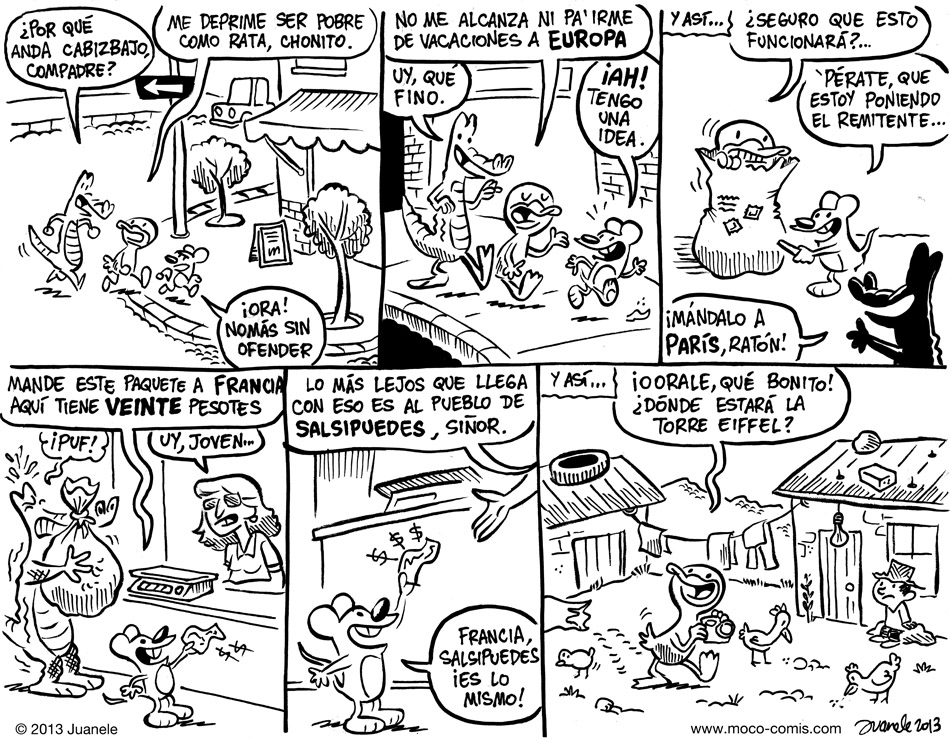 ¿POR QUÉ
ANDA CABIZBAJO,
COMPADRE?
ME DEPRIME SER POBRE
COMO RATA, CHONITO.
¡ORA!
NOMÁS SIN
OFENDER
NO ME ALCANZA NI PA'IRME
DE VACACIONES A EUROPA
UY, QUÉ
FINO.
¡AH!
TENGO
UNA
IDEA.
Y ASÍ...
¿SEGURO QUE ESTO
FUNCIONARÁ?...
'PÉRATE, QUE
ESTOY PONIENDO
EL REMITENTE...
¡MÁNDALO A
PARÍS, RATÓN!
MANDE ESTE PAQUETE A FRANCIA
AQUÍ TIENE VEINTE PESOTES
¡PUF!
UY, JOVEN...
$ $
LO MÁS LEJOS QUE LLEGA
CON ESO ES AL PUEBLO DE
SALSIPUEDES, SIÑOR.
$ $ $
FRANCIA,
SALSIPUEDES
¡ES LO
MISMO!
Y ASÍ...
¡OORALE, QUÉ BONITO!
¿DÓNDE ESTARÁ LA
TORRE EIFFEL?
© 2013 Juanele
www.moco-comis.com
Juanele 2013